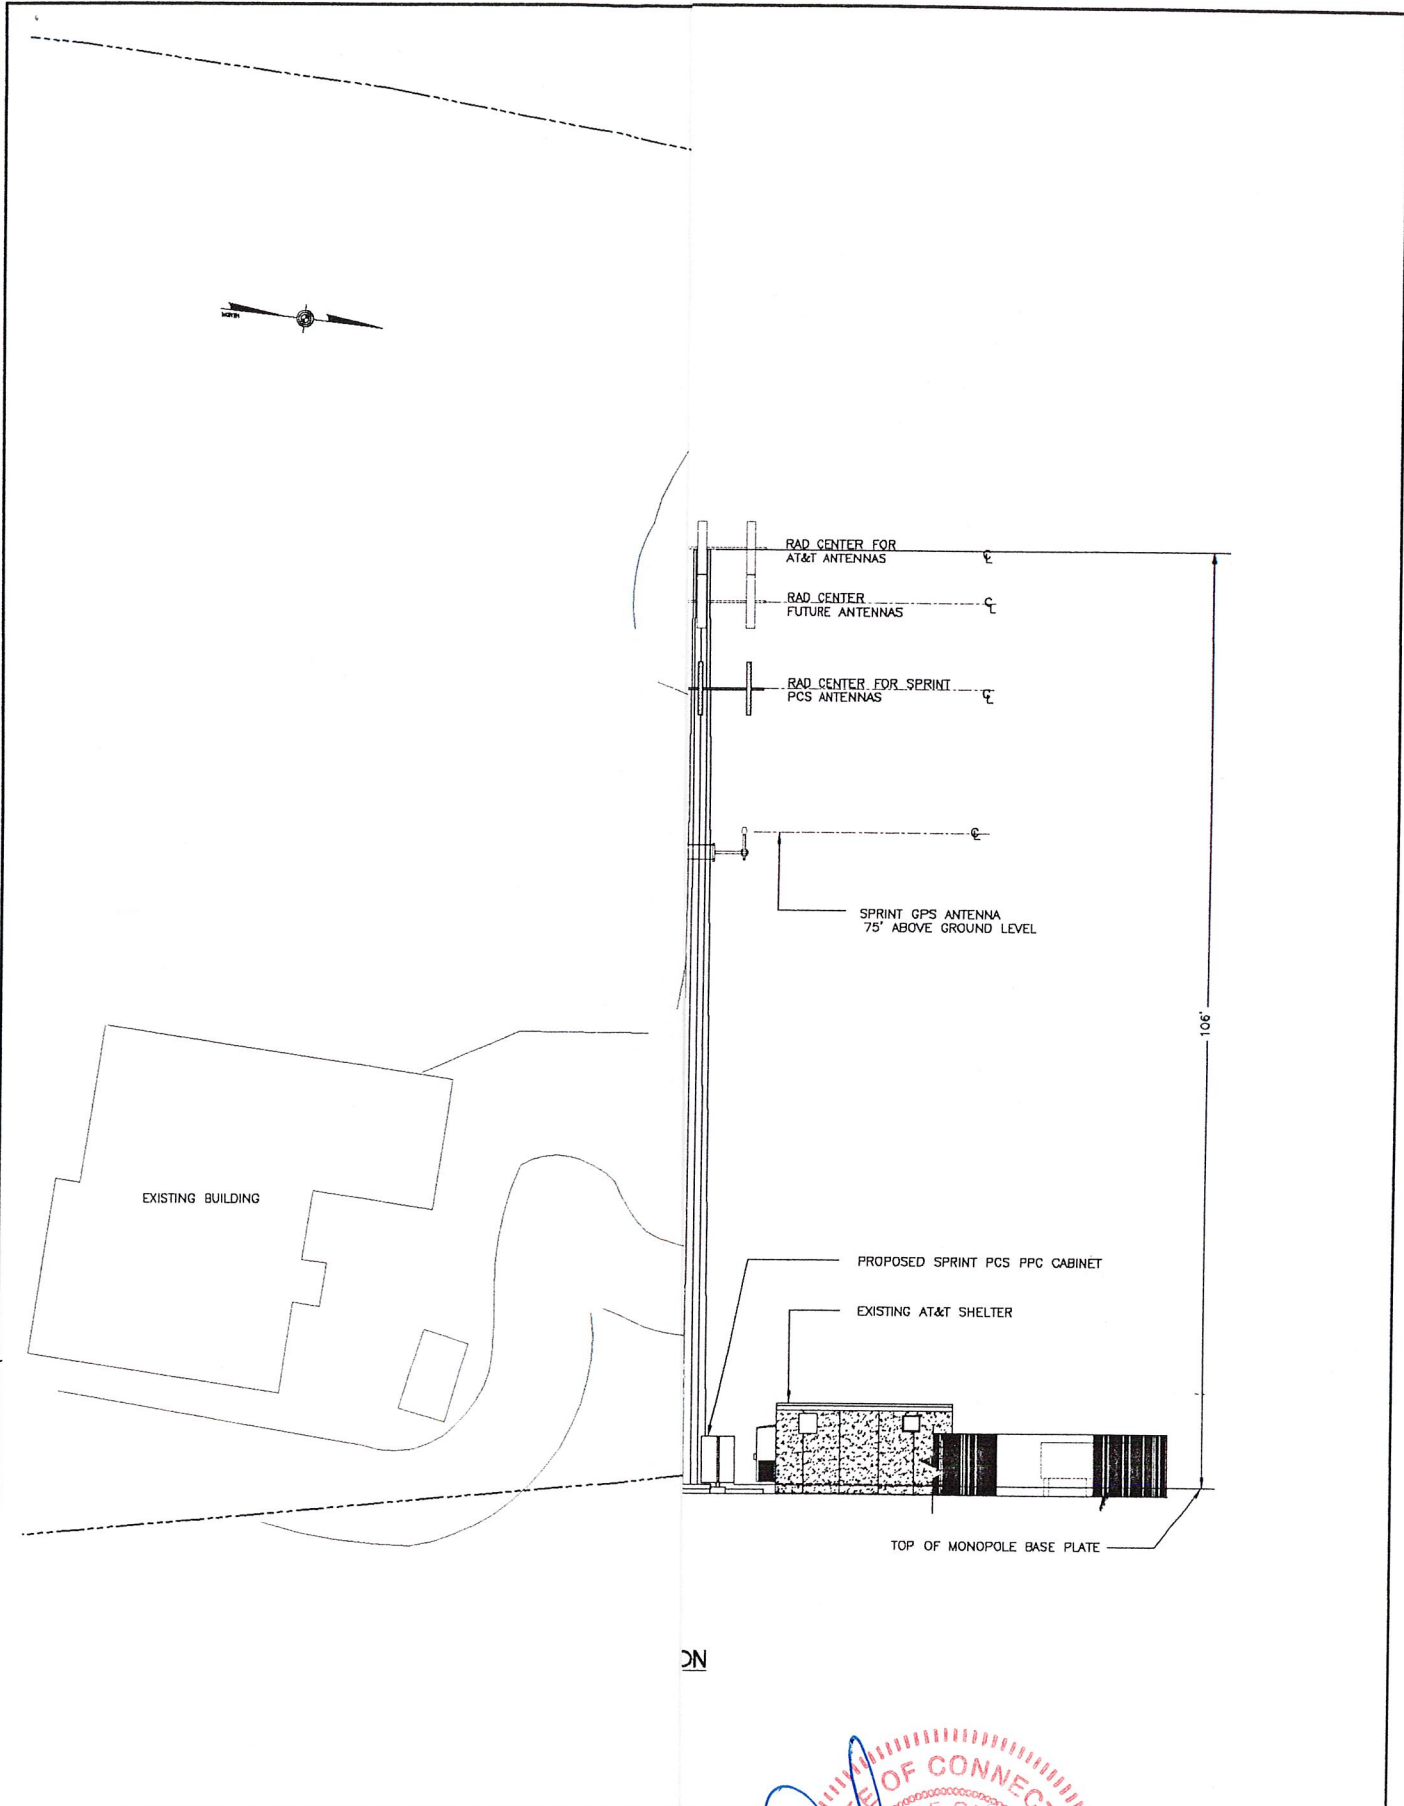 NORTH
RAD CENTER FOR
AT&T ANTENNAS
RAD CENTER
FUTURE ANTENNAS
RAD CENTER FOR SPRINT
PCS ANTENNAS
SPRINT GPS ANTENNA
75' ABOVE GROUND LEVEL
106'
EXISTING BUILDING
PROPOSED SPRINT PCS PPC CABINET
EXISTING AT&T SHELTER
TOP OF MONOPOLE BASE PLATE
ON
OF CONNEC